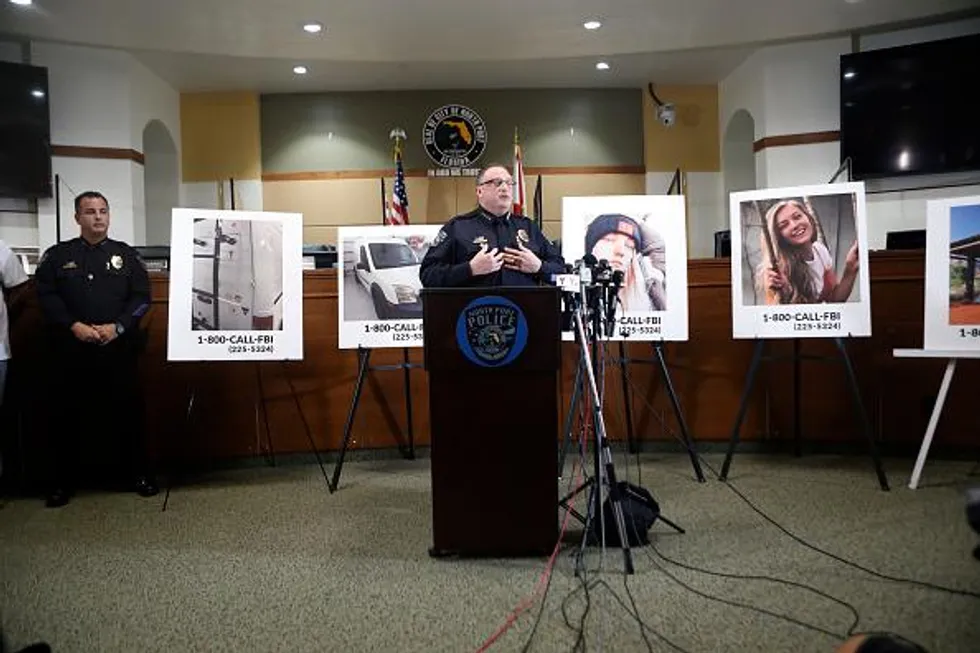 SEAL OF CITY OF NORTH PORT
FLORIDA
1-800-CALL-FBI
(225-5324)
1-800-CALL-FBI
(225-5324)
NORTH PORT
POLICE
-CALL-FBI
(225-5324)
1-800-CALL-FBI
(225-5324)
1-8